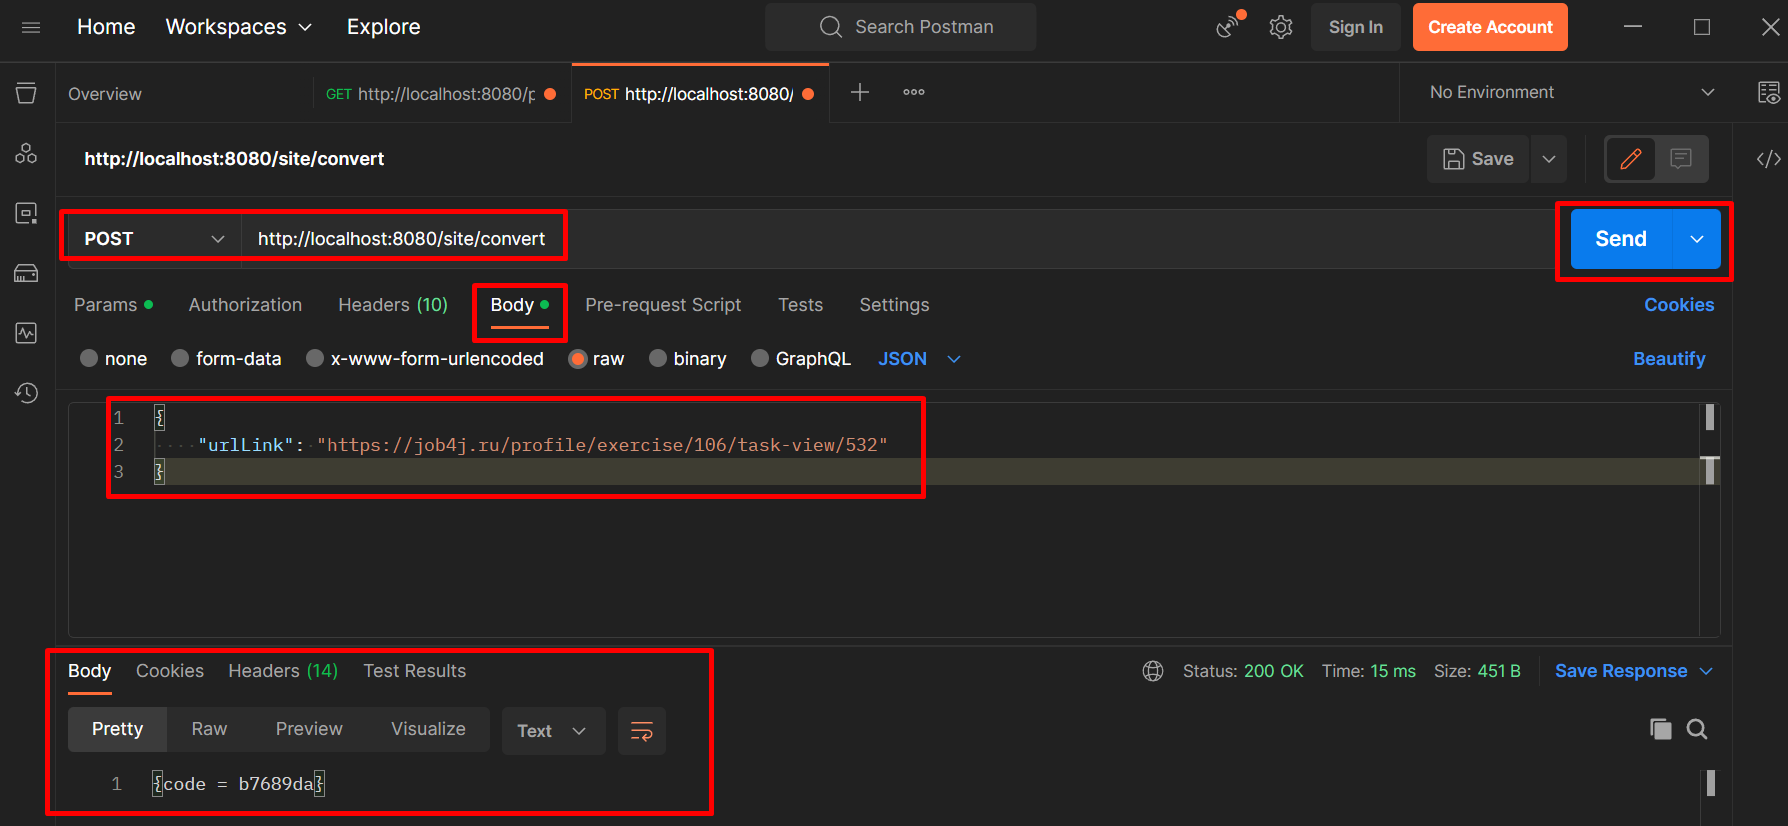 Home Workspaces Explore Search Postman Sign In Create Account
Overview GET http://localhost:8080/p POST http://localhost:8080/ No Environment
http://localhost:8080/site/convert Save
POST http://localhost:8080/site/convert Send
Params Authorization Headers (10) Body Pre-request Script Tests Settings Cookies
none form-data x-www-form-urlencoded raw binary GraphQL JSON Beautify
1 {
2 "urlLink": "https://job4j.ru/profile/exercise/106/task-view/532"
3 }
Body Cookies Headers (14) Test Results Status: 200 OK Time: 15 ms Size: 451 B Save Response
Pretty Raw Preview Visualize Text
1 {code = b7689da}